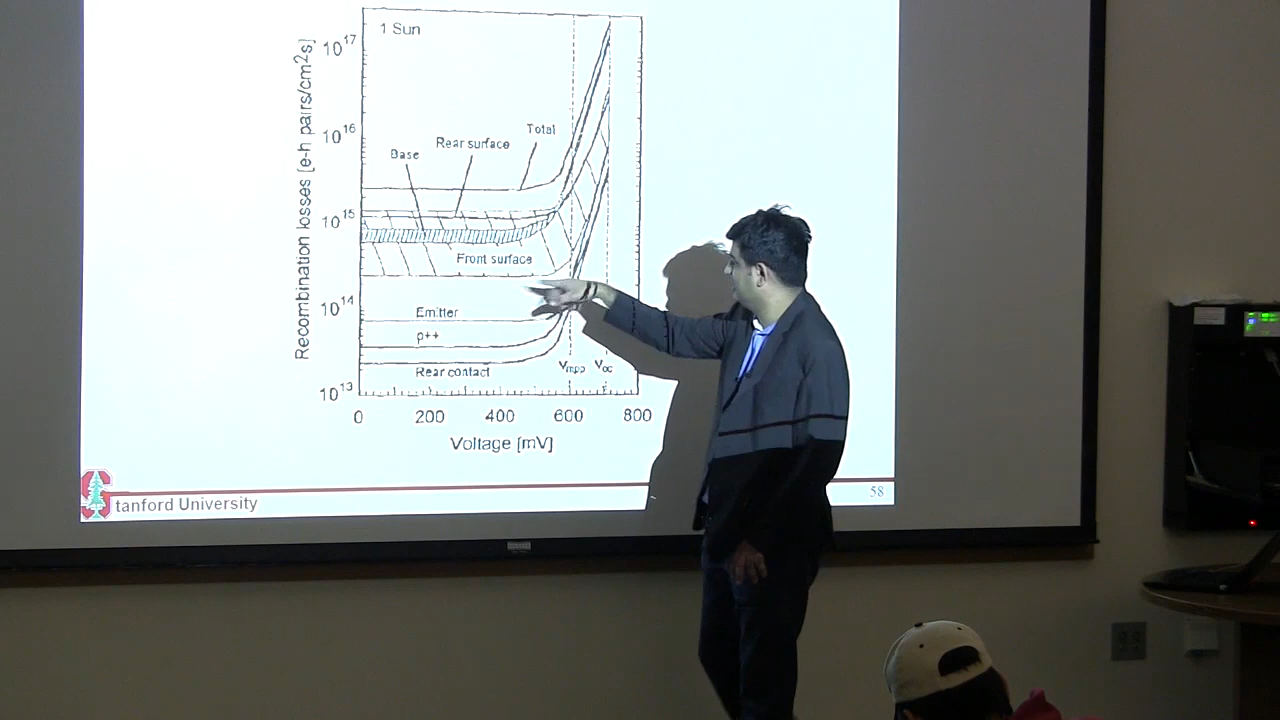 1 Sun
Recombination losses [e-h pairs/cm2s]
10^17
10^16
10^15
10^14
10^13
Total
Rear surface
Base
Front surface
Emitter
p++
Rear contact
Vmpp
Voc
0
200
400
600
800
Voltage [mV]
Stanford University
58